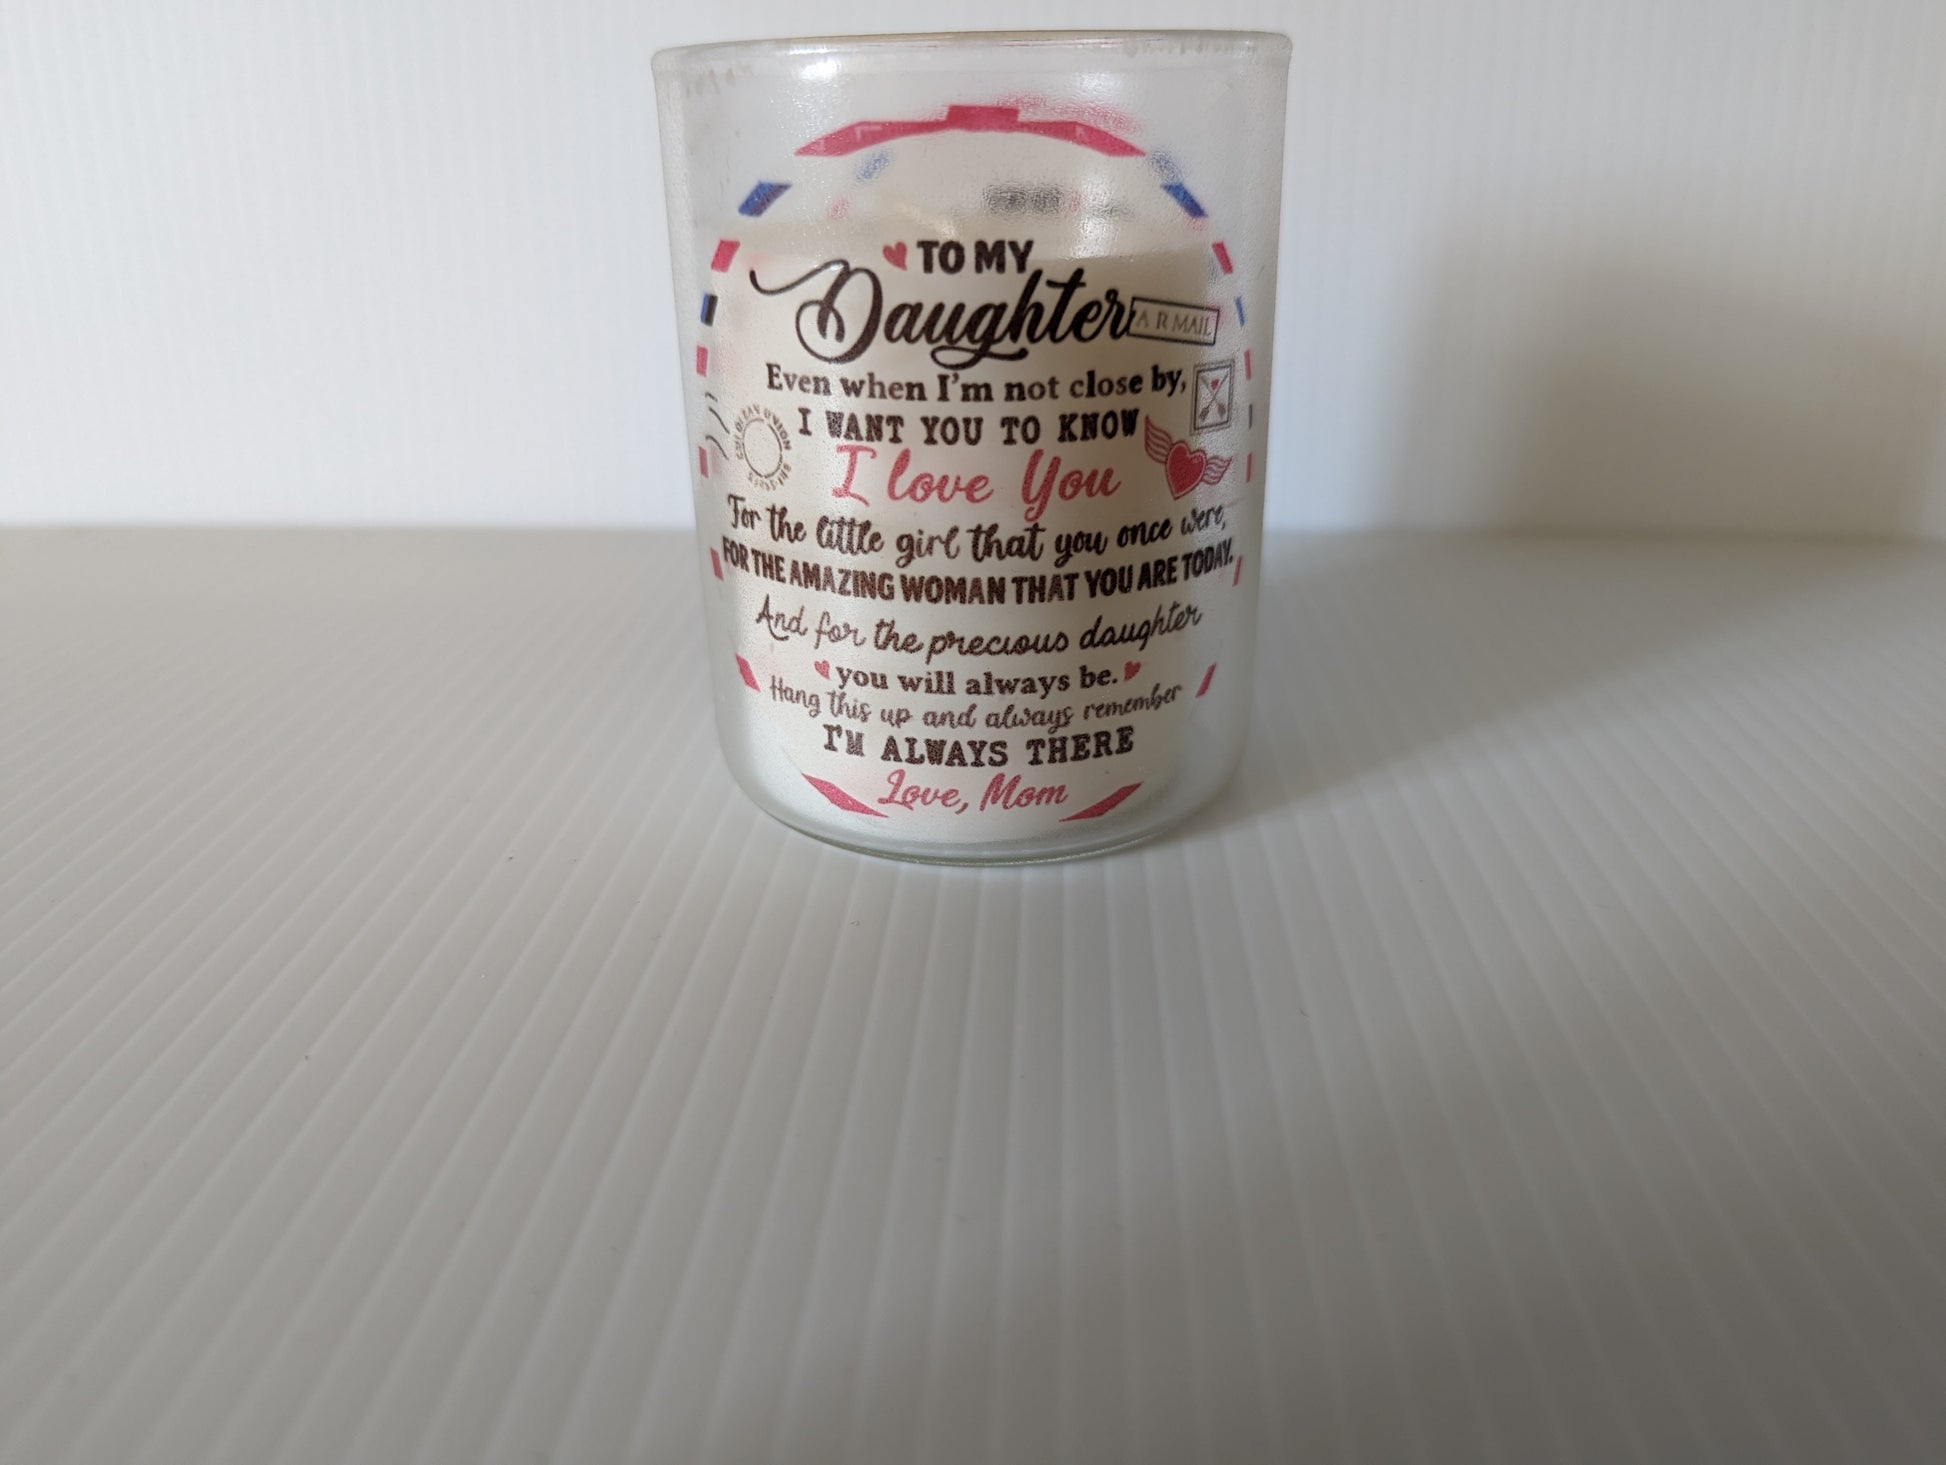 TO MY
Daughter
A R MAIL
Even when I'm not close by,
I WANT YOU TO KNOW
I love You
For the little girl that you once were,
FOR THE AMAZING WOMAN THAT YOU ARE TODAY.
And for the precious daughter
you will always be.
Hang this up and always remember
I'M ALWAYS THERE
Love, Mom